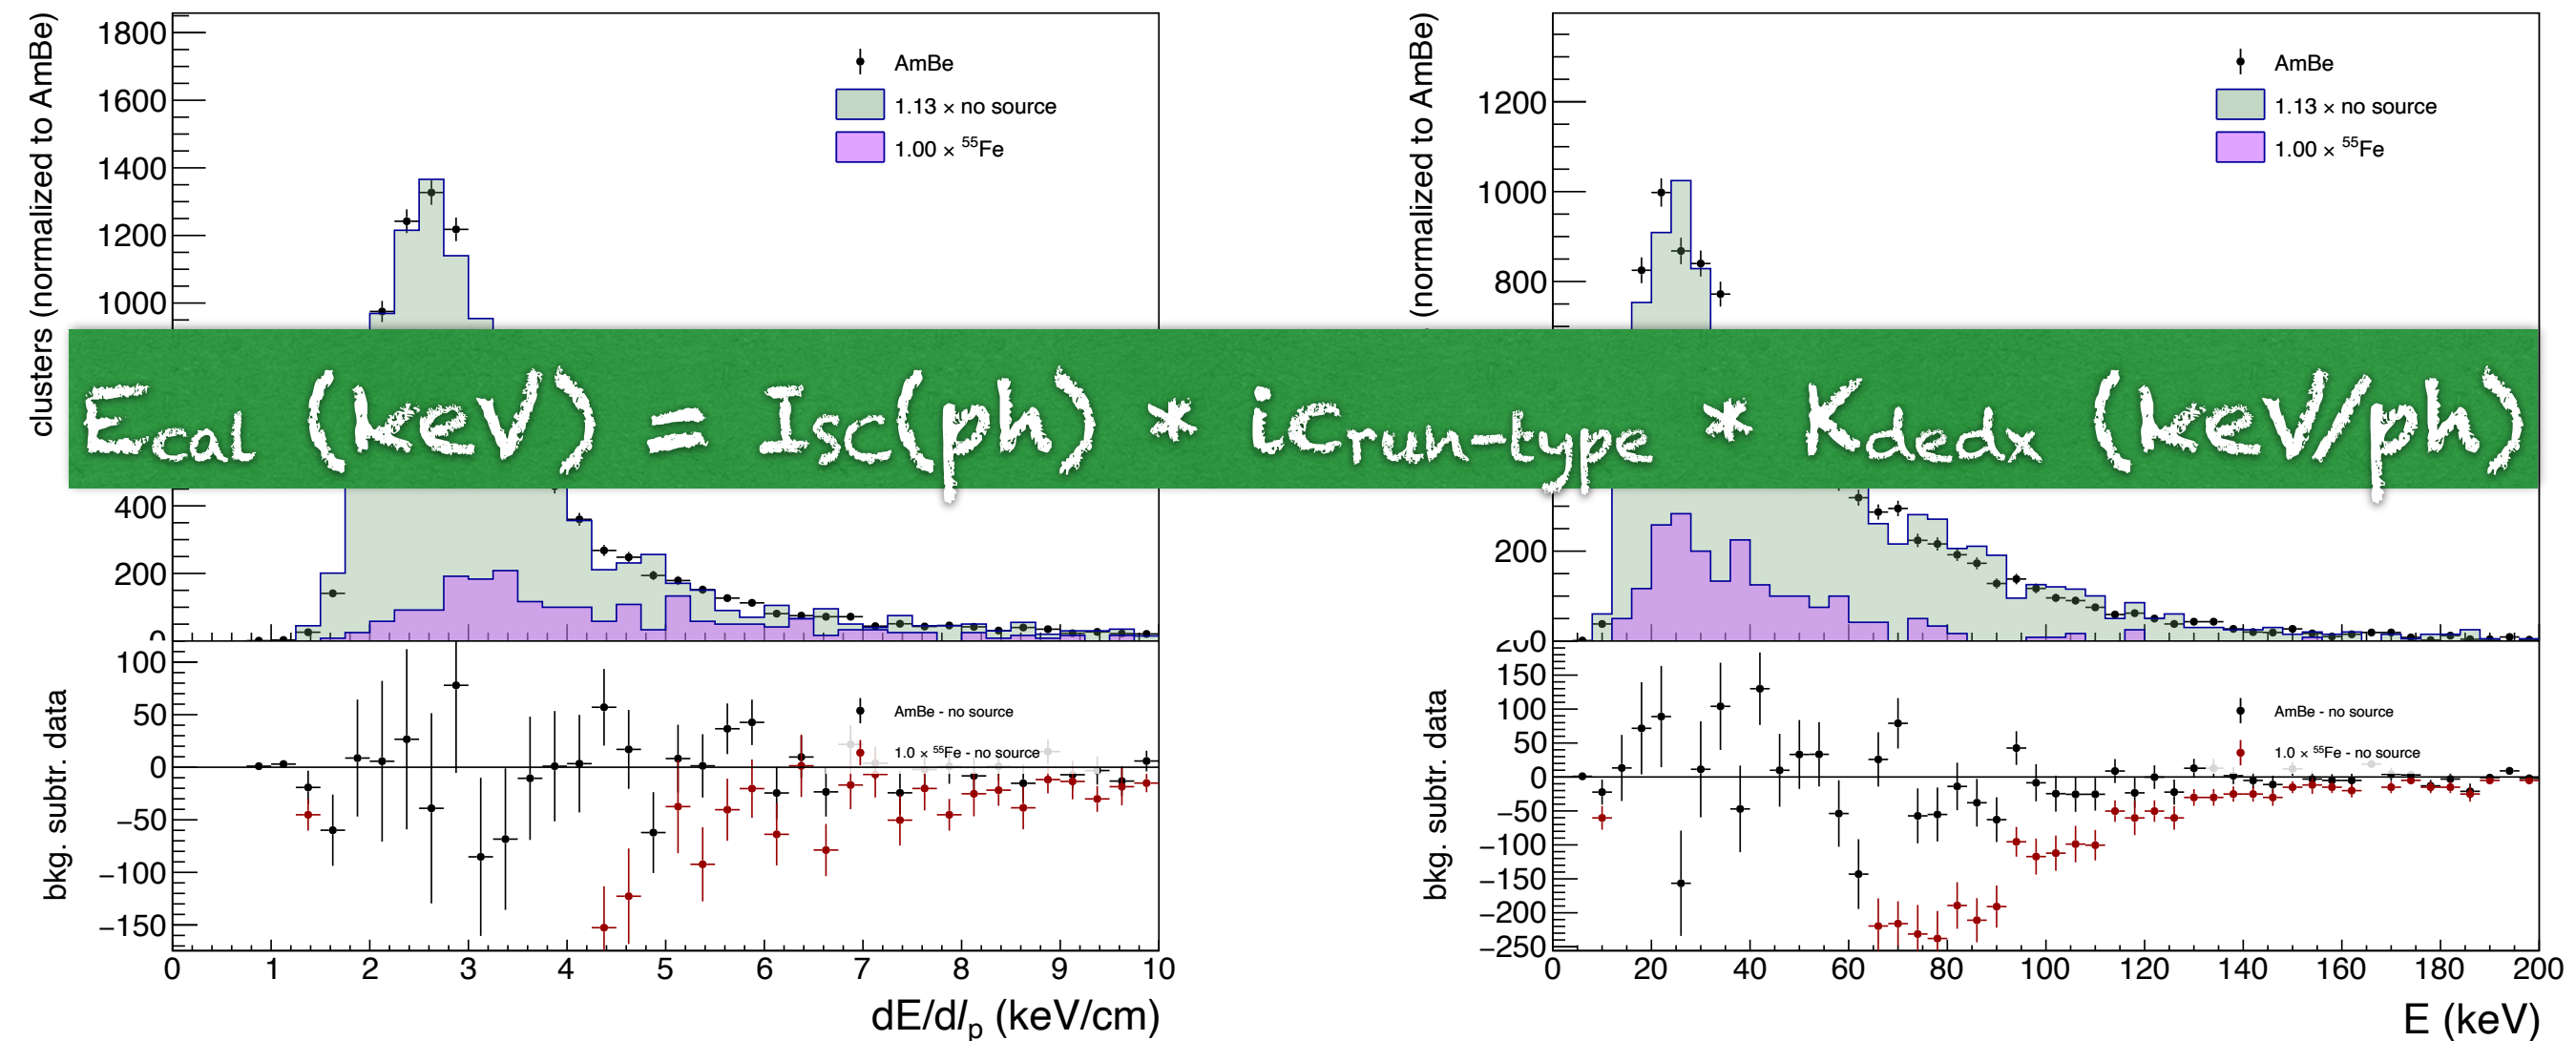 clusters (normalized to AmBe)
1800
1600
1400
1200
1000
400
200
0
AmBe
1.13 × no source
1.00 × ⁵⁵Fe
(normalized to AmBe)
1200
1000
800
200
AmBe
1.13 × no source
1.00 × ⁵⁵Fe
Ecal (keV) = Isc(ph) * icrun-type * Kdedx (keV/ph)
bkg. subtr. data
100
50
0
−50
−100
−150
AmBe - no source
1.0 × ⁵⁵Fe - no source
0 1 2 3 4 5 6 7 8 9 10
dE/dlp (keV/cm)
bkg. subtr. data
200
150
100
50
0
−50
−100
−150
−200
−250
AmBe - no source
1.0 × ⁵⁵Fe - no source
0 20 40 60 80 100 120 140 160 180 200
E (keV)